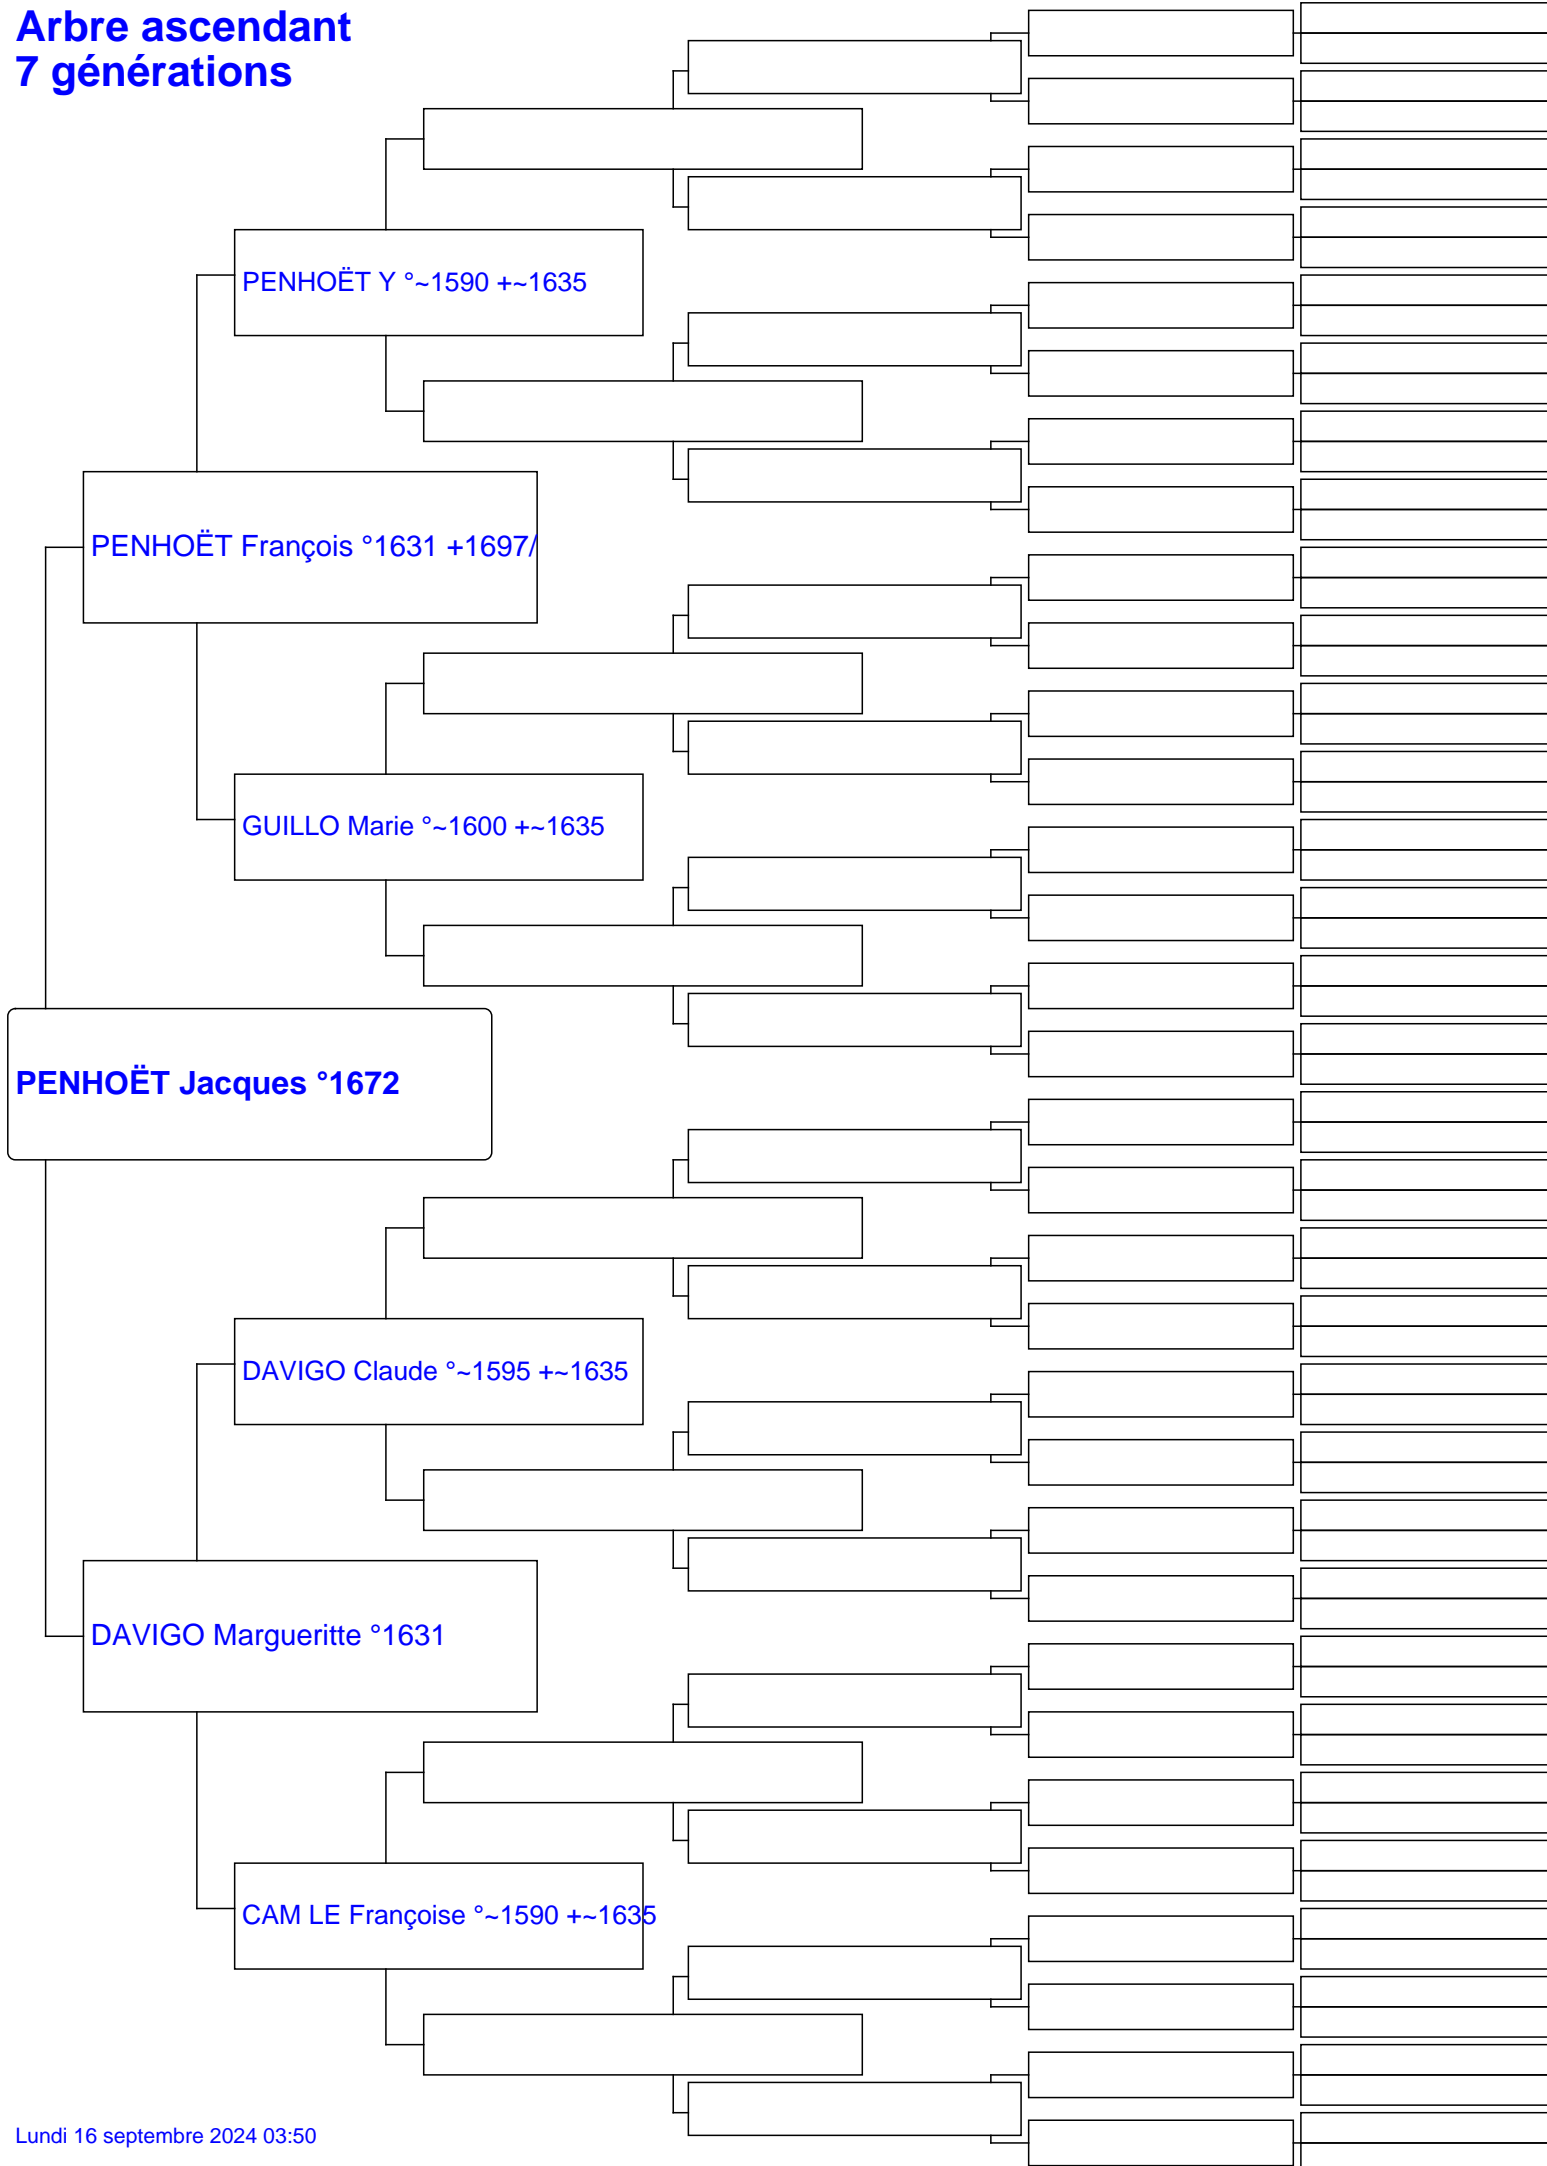 Arbre ascendant
7 générations
PENHOËT Y °~1590 +~1635
PENHOËT François °1631 +1697/
GUILLO Marie °~1600 +~1635
PENHOËT Jacques °1672
DAVIGO Claude °~1595 +~1635
DAVIGO Margueritte °1631
CAM LE Françoise °~1590 +~1635
Lundi 16 septembre 2024 03:50